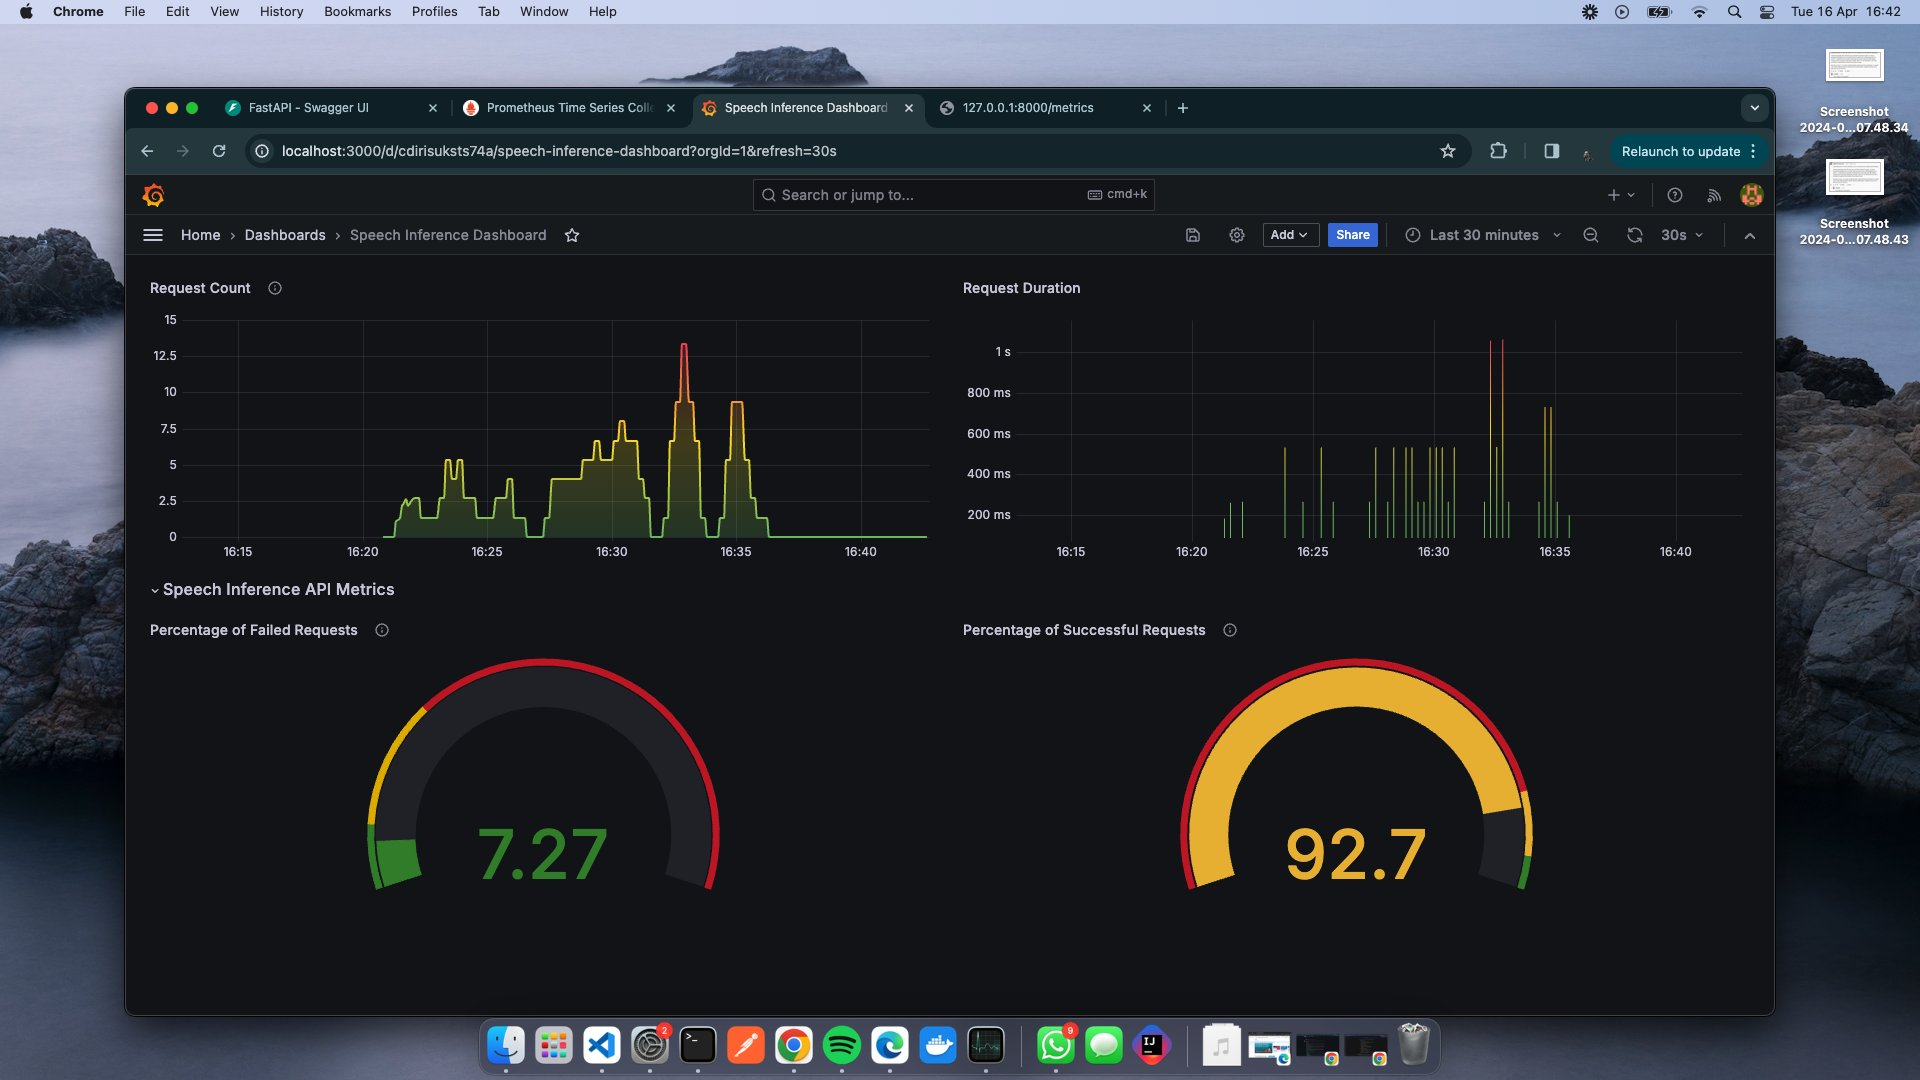 Chrome File Edit View History Bookmarks Profiles Tab Window Help Tue 16 Apr 16:42
Screenshot
2024-0...07.48.34
Screenshot
2024-0...07.48.43
FastAPI - Swagger UI Prometheus Time Series Coll Speech Inference Dashboard 127.0.0.1:8000/metrics
localhost:3000/d/cdirisuksts74a/speech-inference-dashboard?orgId=1&refresh=30s Relaunch to update
Search or jump to... cmd+k
Home › Dashboards › Speech Inference Dashboard Add Share Last 30 minutes 30s
Request Count
15
12.5
10
7.5
5
2.5
0
16:15 16:20 16:25 16:30 16:35 16:40
Request Duration
1 s
800 ms
600 ms
400 ms
200 ms
16:15 16:20 16:25 16:30 16:35 16:40
Speech Inference API Metrics
Percentage of Failed Requests
7.27
Percentage of Successful Requests
92.7
2
9
IJ